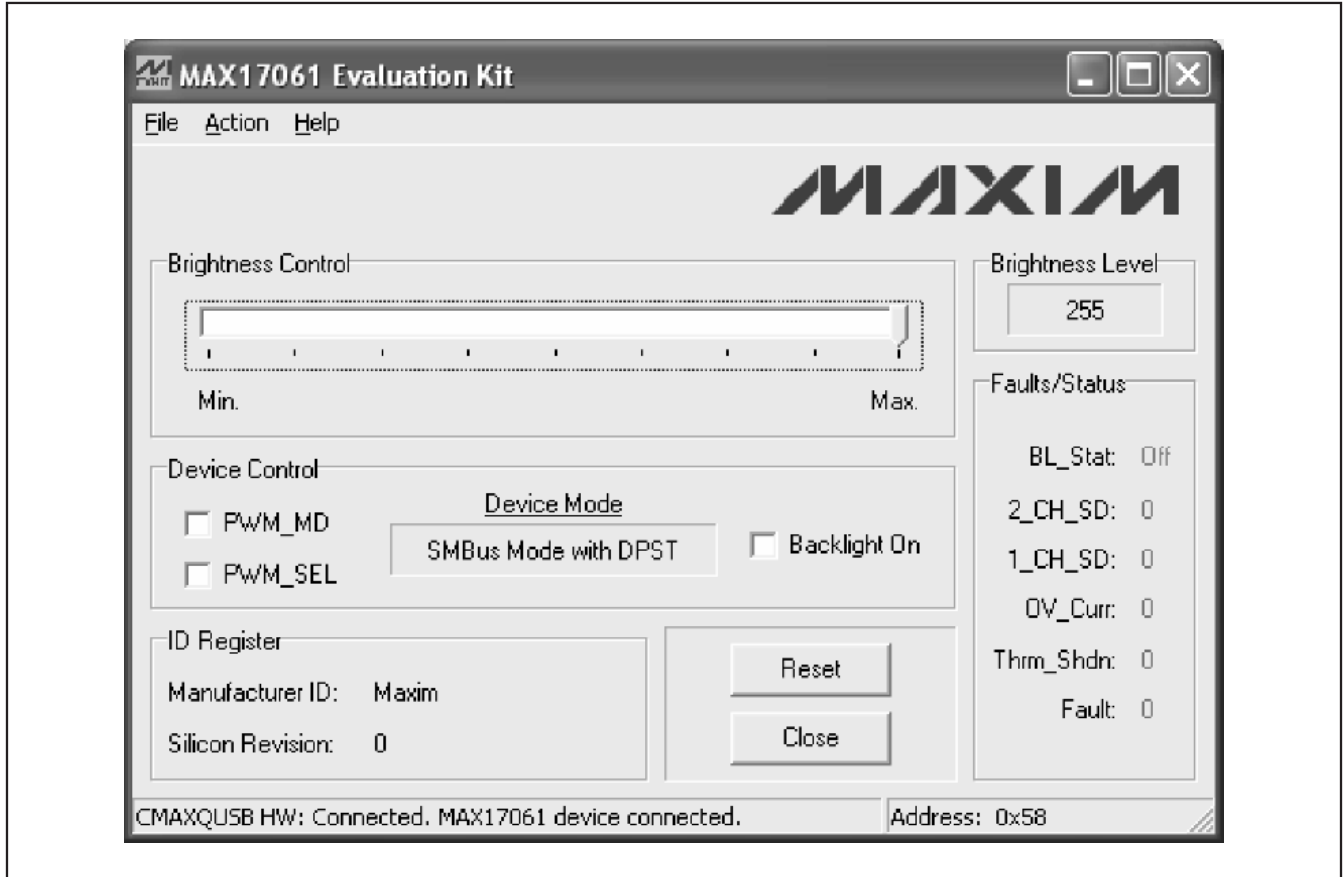 MAX17061 Evaluation Kit
File Action Help
MAXIM
Brightness Control
Min. Max.
Brightness Level
255
Device Control
PWM_MD
PWM_SEL
Device Mode
SMBus Mode with DPST
Backlight On
Faults/Status
BL_Stat: Off
2_CH_SD: 0
1_CH_SD: 0
OV_Curr: 0
Thrm_Shdn: 0
Fault: 0
ID Register
Manufacturer ID: Maxim
Silicon Revision: 0
Reset
Close
CMAXQUSB HW: Connected. MAX17061 device connected.
Address: 0x58